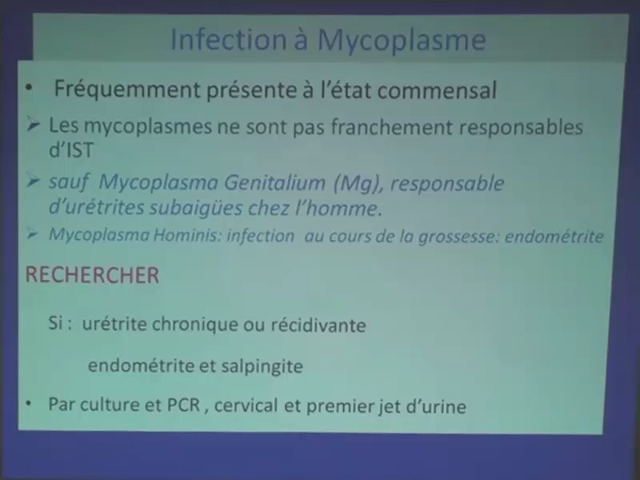 Infection à Mycoplasme
• Fréquemment présente à l'état commensal
➢ Les mycoplasmes ne sont pas franchement responsables
d'IST
➢ sauf Mycoplasma Genitalium (Mg), responsable
d'urétrites subaigües chez l'homme.
➢ Mycoplasma Hominis: infection au cours de la grossesse: endométrite
RECHERCHER
Si : urétrite chronique ou récidivante
endométrite et salpingite
• Par culture et PCR , cervical et premier jet d'urine